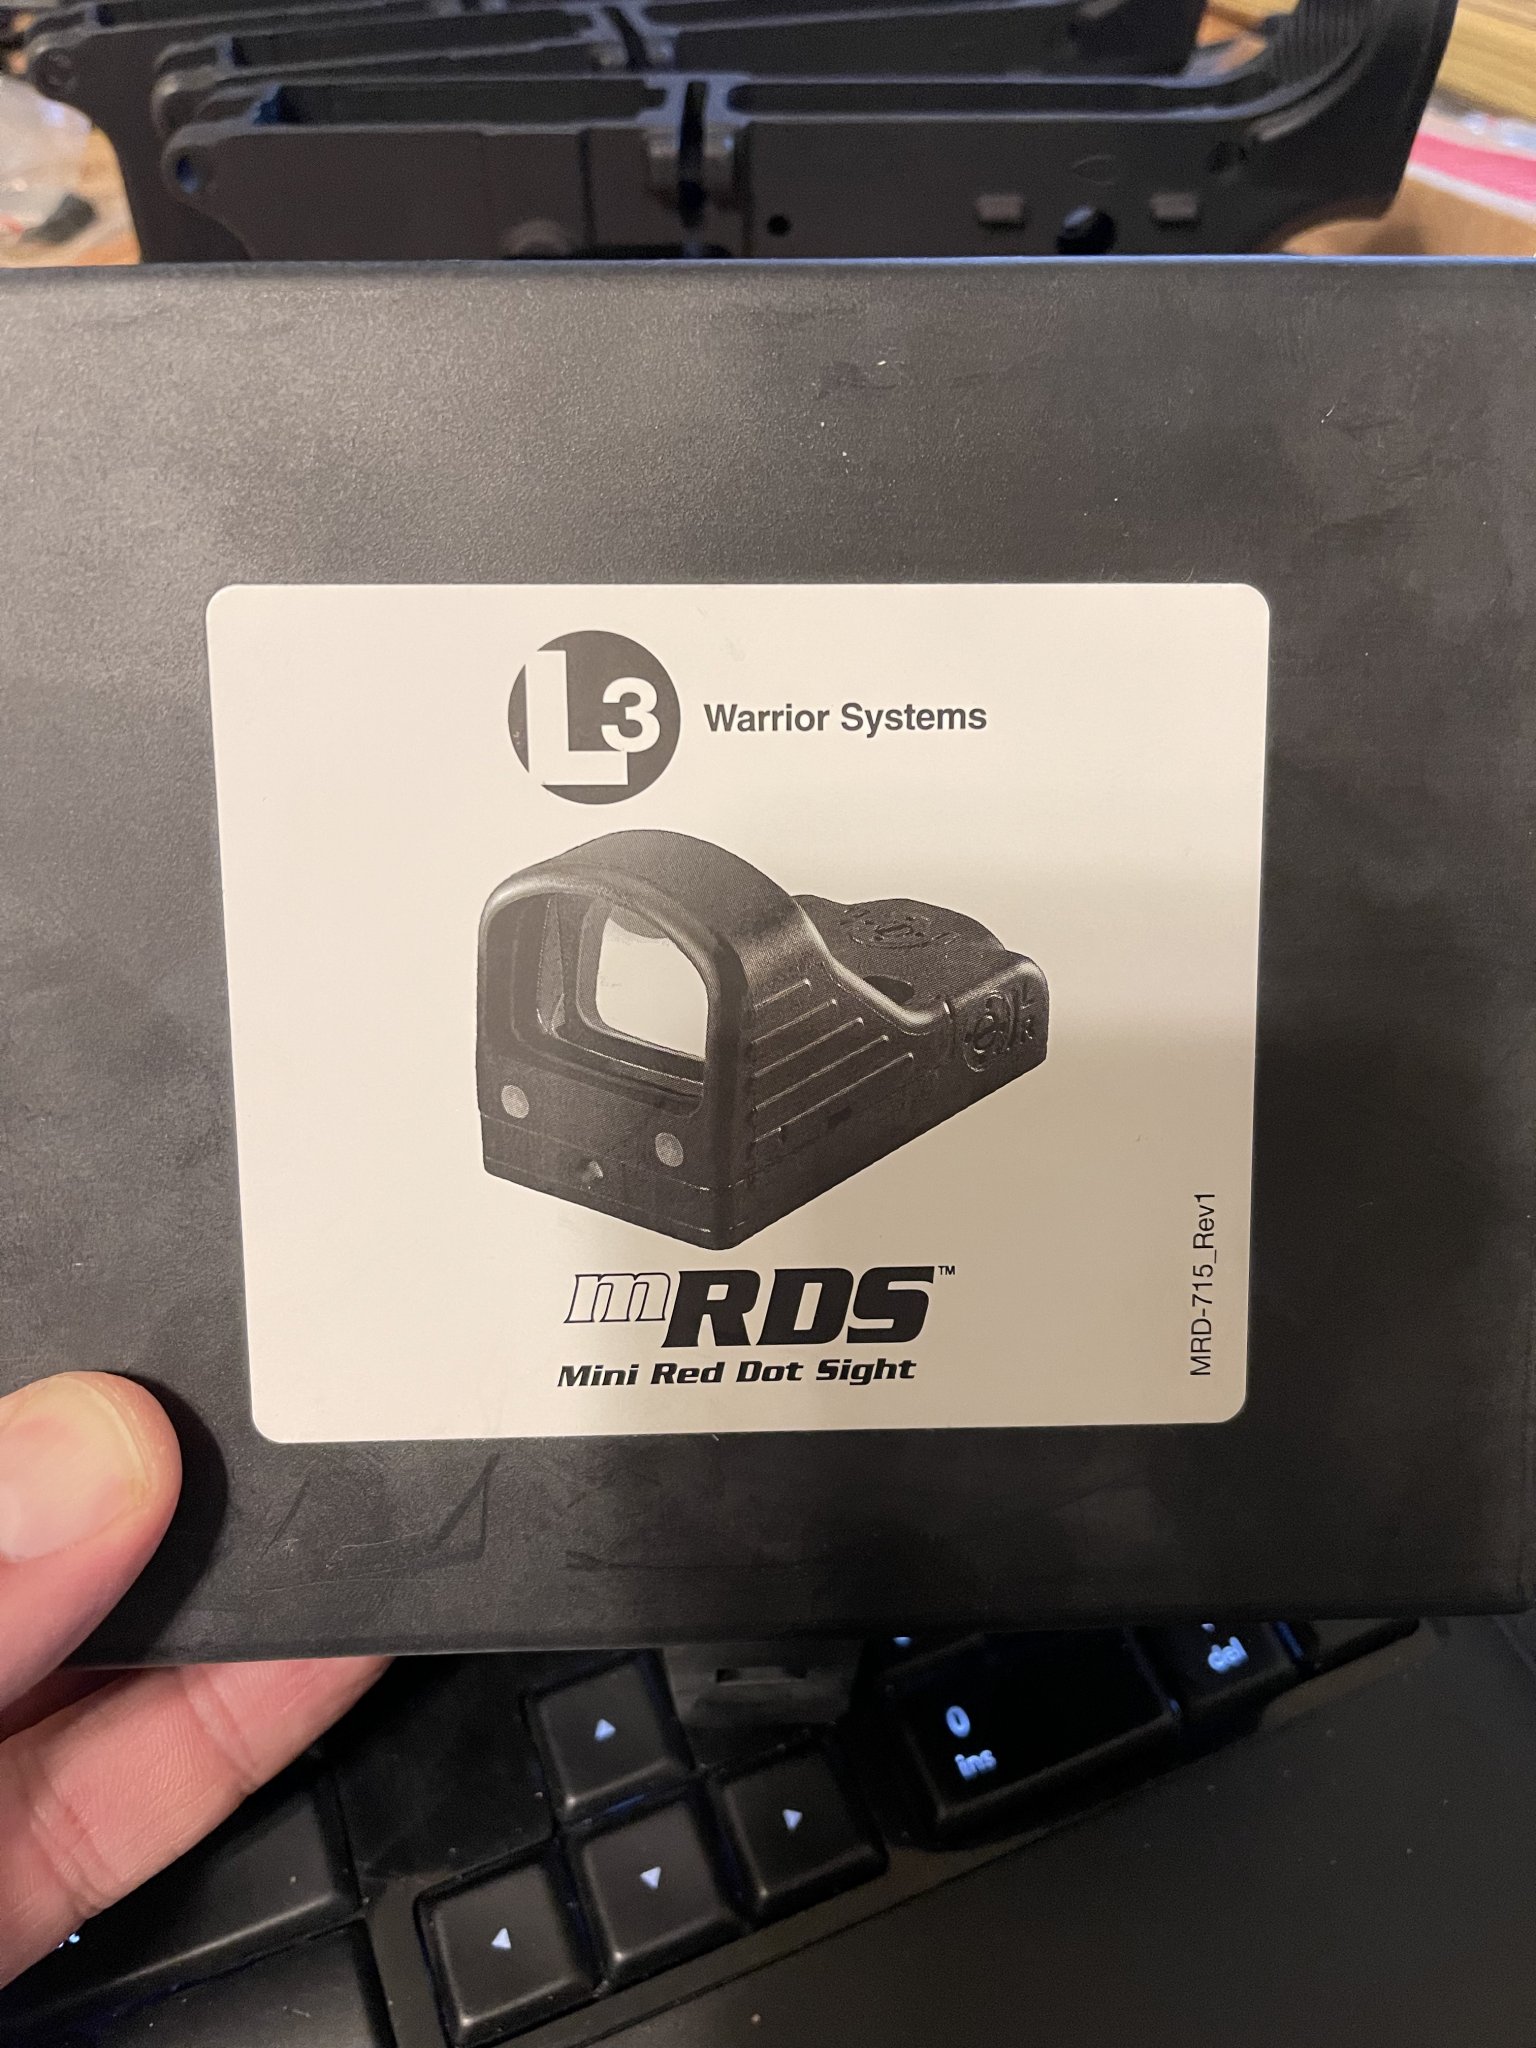 L3 Warrior Systems
mRDS™
Mini Red Dot Sight
MRD-715_Rev1
del
0
ins